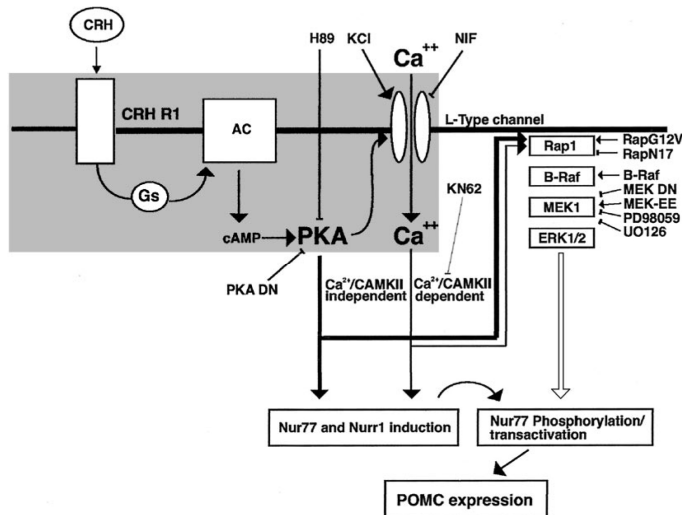 CRH
H89
KCl
Ca++
NIF
CRH R1
AC
L-Type channel
Rap1
RapG12V
RapN17
Gs
B-Raf
B-Raf
MEK DN
MEK1
MEK-EE
PD98059
UO126
KN62
cAMP
PKA
Ca++
ERK1/2
PKA DN
Ca2+/CAMKII
independent
Ca2+/CAMKII
dependent
Nur77 and Nurr1 induction
Nur77 Phosphorylation/
transactivation
POMC expression